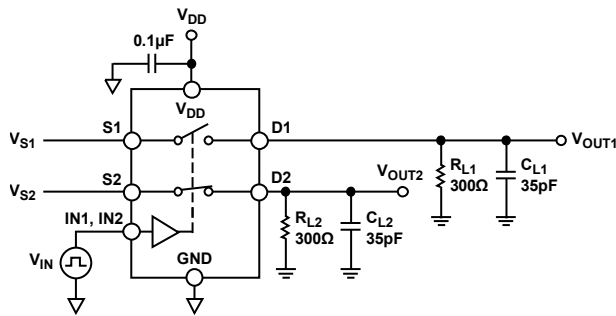 VDD
0.1µF
VDD
VS1
S1
D1
VOUT1
VS2
S2
D2
VOUT2
RL1
300Ω
CL1
35pF
IN1, IN2
RL2
300Ω
CL2
35pF
VIN
GND